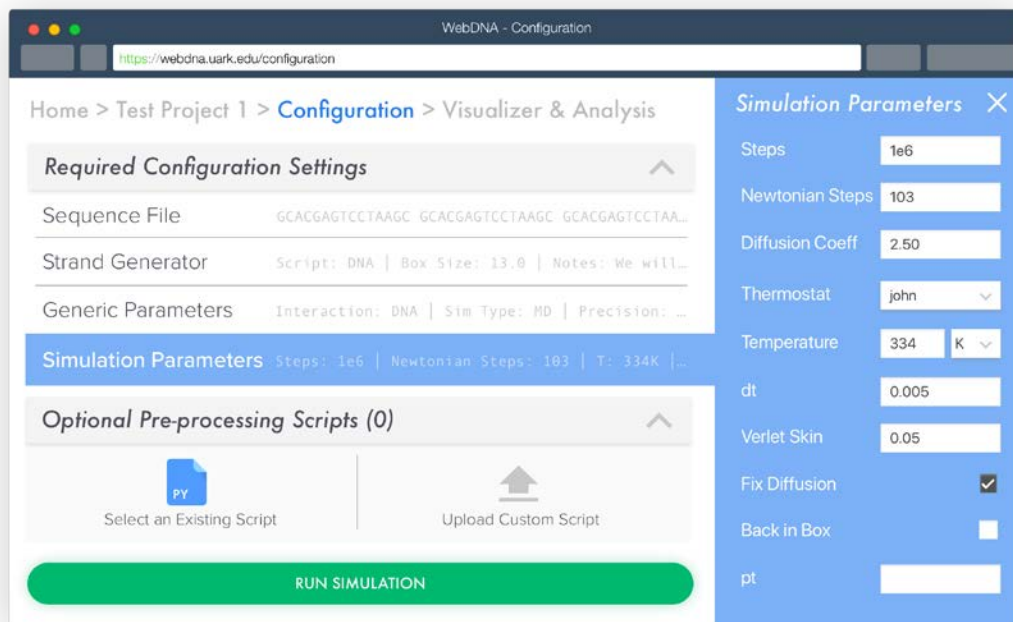 WebDNA - Configuration
https://webdna.uark.edu/configuration
Home > Test Project 1 > Configuration > Visualizer & Analysis
Required Configuration Settings
Sequence File GCACGAGTCCTAAGC GCACGAGTCCTAAGC GCACGAGTCCTAA...
Strand Generator Script: DNA | Box Size: 13.0 | Notes: We will...
Generic Parameters Interaction: DNA | Sim Type: MD | Precision: ...
Simulation Parameters Steps: 1e6 | Newtonian Steps: 103 | T: 334K |...
Optional Pre-processing Scripts (0)
PY
Select an Existing Script
Upload Custom Script
RUN SIMULATION
Simulation Parameters
Steps 1e6
Newtonian Steps 103
Diffusion Coeff 2.50
Thermostat john
Temperature 334 K
dt 0.005
Verlet Skin 0.05
Fix Diffusion
Back in Box
pt